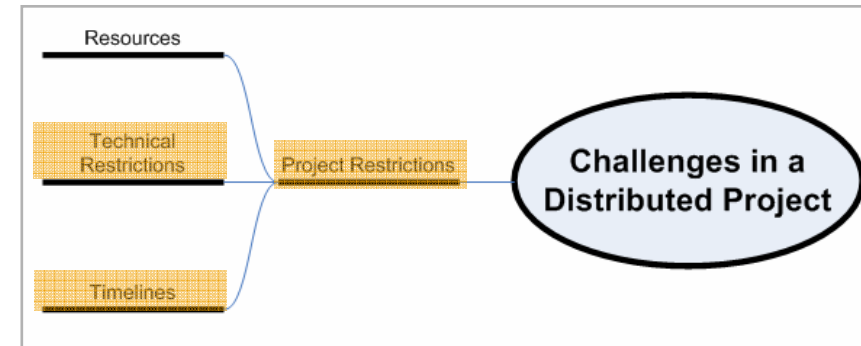 Resources
Technical
Restrictions
Project Restrictions
Challenges in a
Distributed Project
Timelines